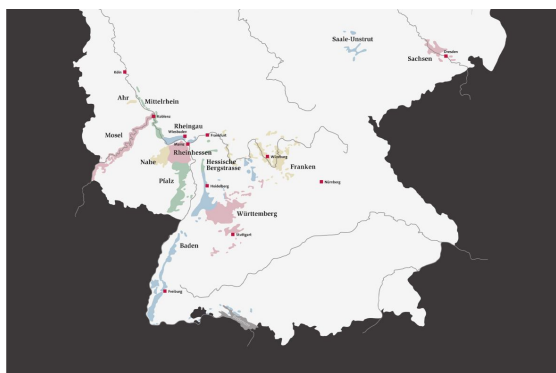 Saale-Unstrut
Dresden
Sachsen
Köln
Ahr
Mittelrhein
Koblenz
Rheingau
Wiesbaden
Frankfurt
Mosel
Mainz
Rheinhessen
Nahe
Hessische
Bergstrasse
Würzburg
Franken
Pfalz
Heidelberg
Nürnberg
Württemberg
Stuttgart
Baden
Freiburg